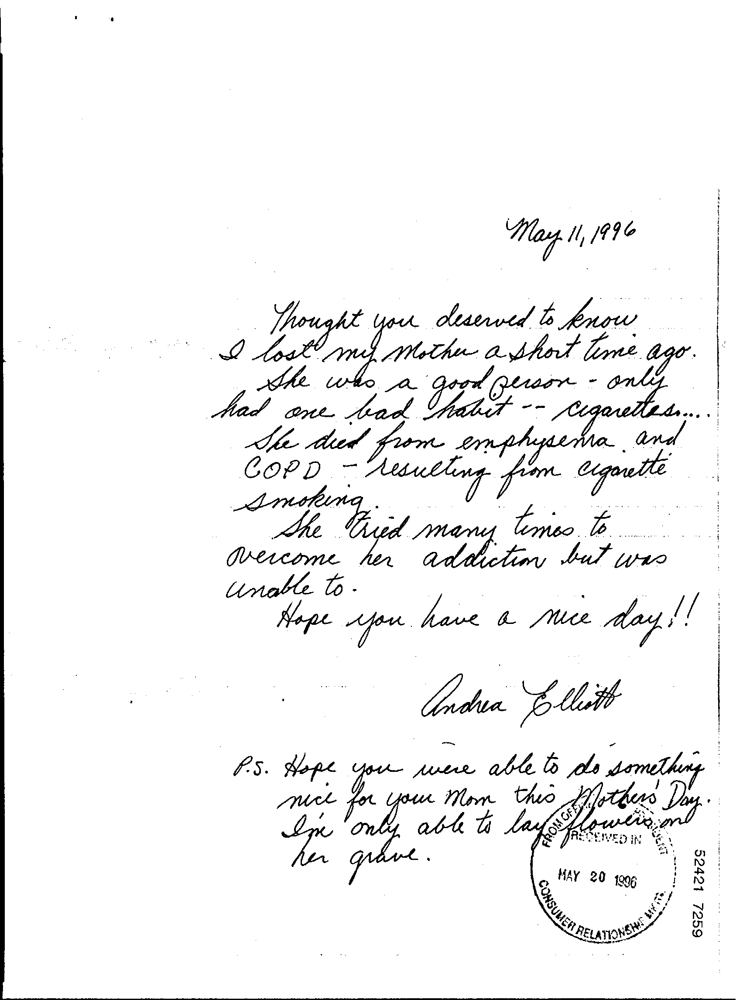 May 11, 1996
Thought you deserved to know
I lost my Mother a short time ago.
She was a good person - only
had one bad habit -- cigarettes.....
She died from emphysema and
COPD - resulting from cigarette
smoking.
She tried many times to
overcome her addiction but was
unable to.
Hope you have a nice day!!
Andrea Elliott
P.S. Hope you were able to do something
nice for your Mom this Mother's Day.
I'm only able to lay flowers on
her grave.
RECEIVED IN
MAY 20 1996
CONSUMER RELATIONSHIP
52421 7259